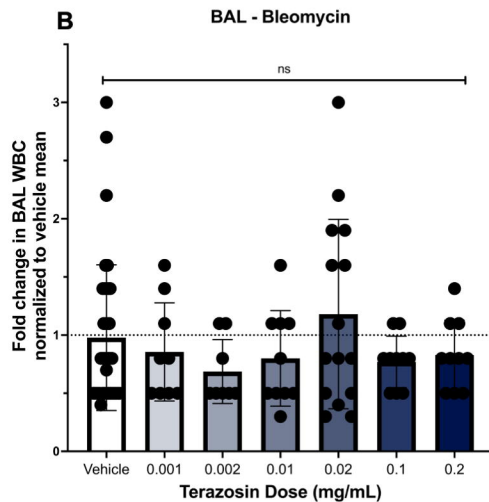 B
BAL - Bleomycin
ns
Fold change in BAL WBC
normalized to vehicle mean
3
2
1
0
Vehicle 0.001 0.002 0.01 0.02 0.1 0.2
Terazosin Dose (mg/mL)